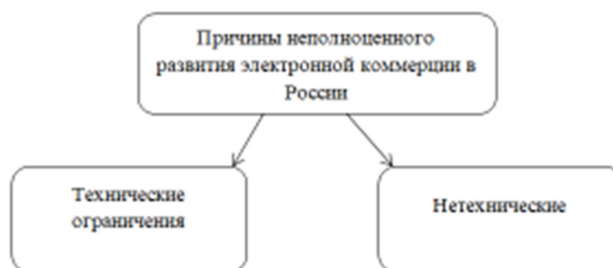 Причины неполноценного
развития электронной коммерции в
России
Технические
ограничения
Нетехнические